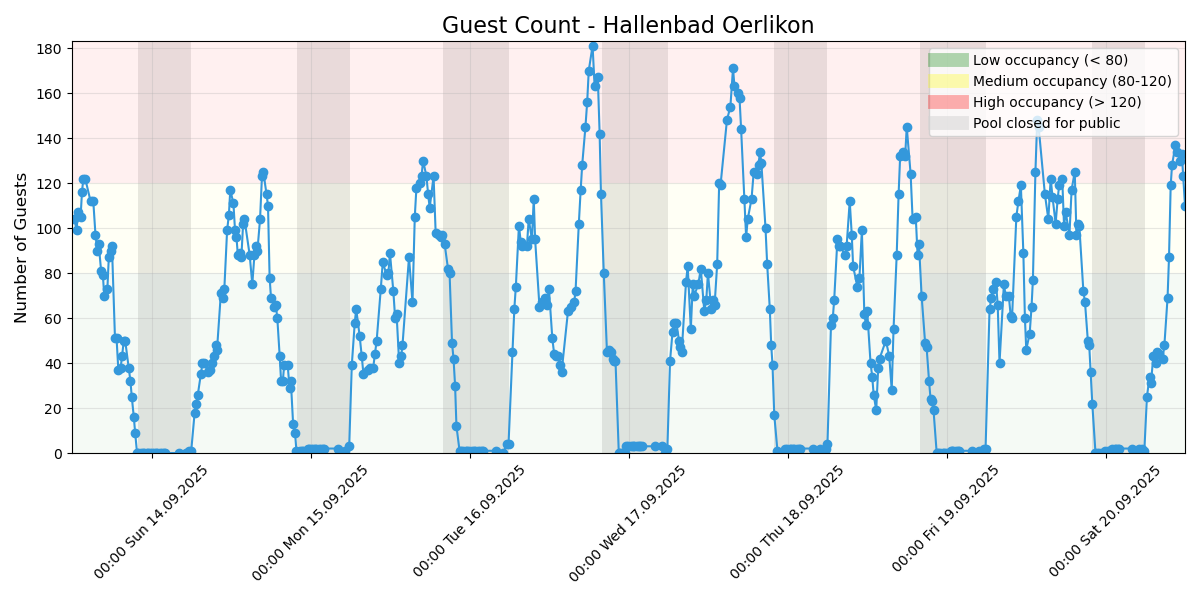 Guest Count - Hallenbad Oerlikon
Number of Guests
180
160
140
120
100
80
60
40
20
0
Low occupancy (< 80)
Medium occupancy (80-120)
High occupancy (> 120)
Pool closed for public
00:00 Sun 14.09.2025
00:00 Mon 15.09.2025
00:00 Tue 16.09.2025
00:00 Wed 17.09.2025
00:00 Thu 18.09.2025
00:00 Fri 19.09.2025
00:00 Sat 20.09.2025